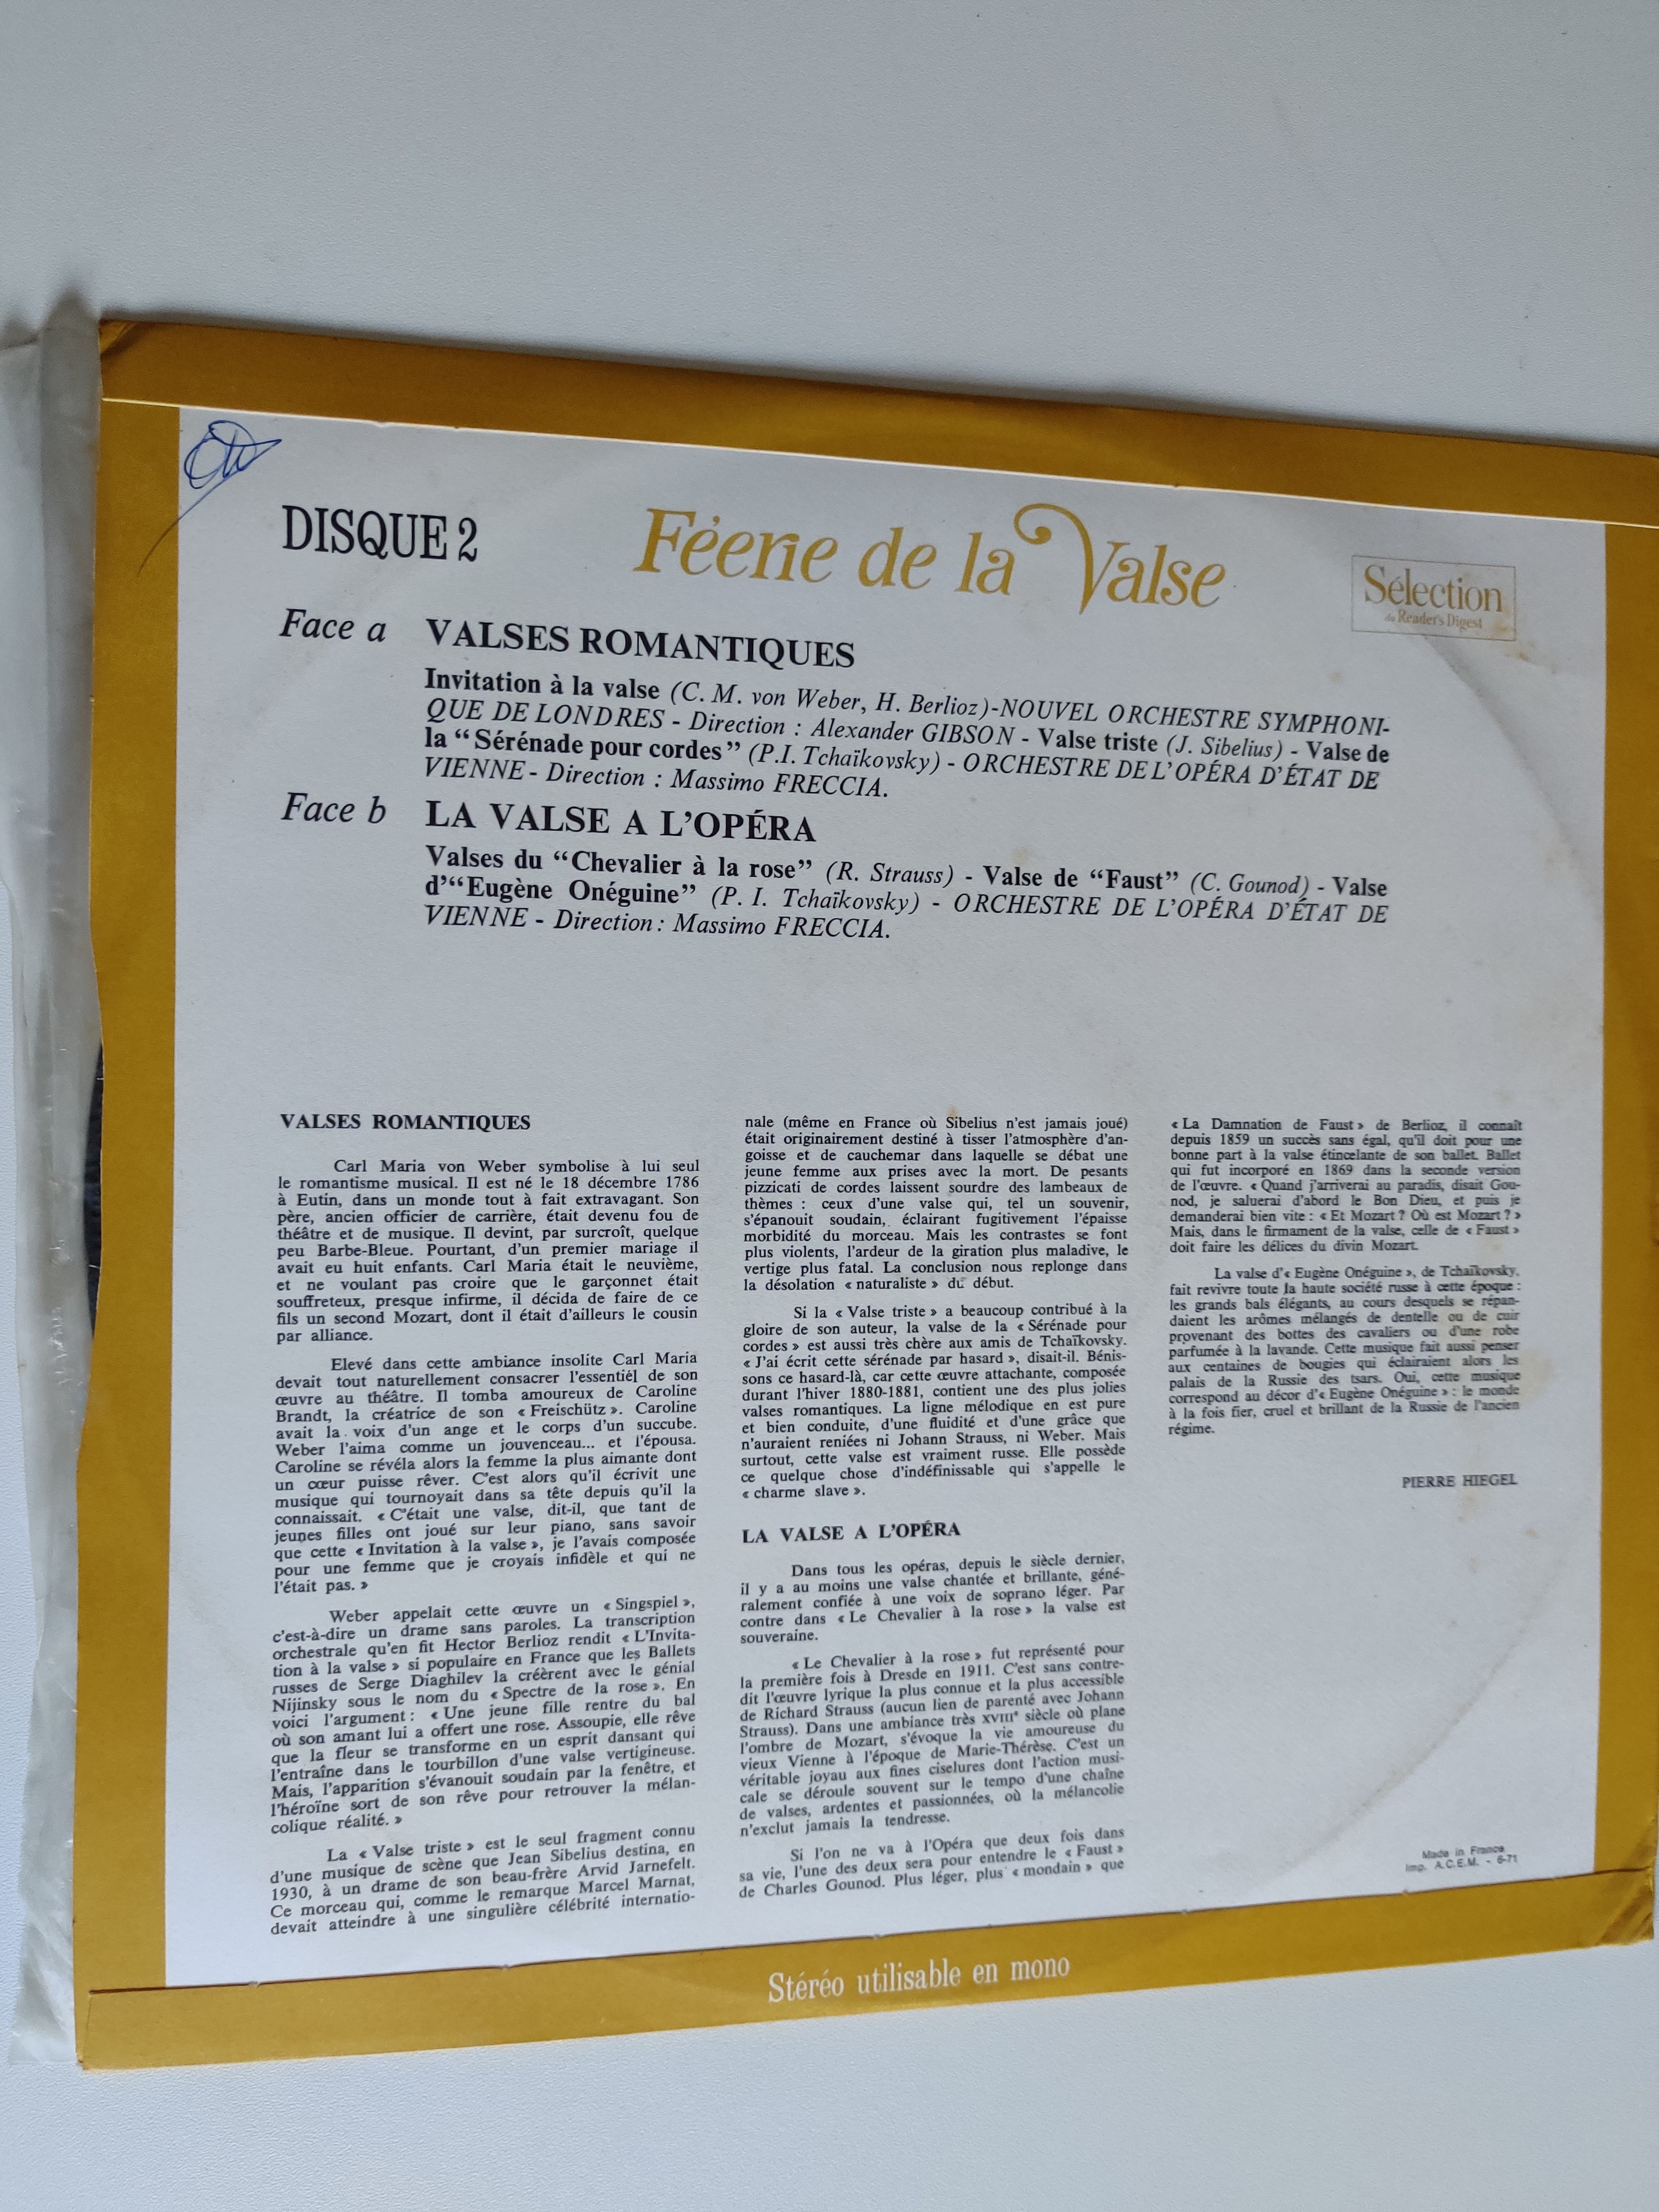 DISQUE 2
Féerie de la Valse
Sélection
du Reader's Digest
Face a VALSES ROMANTIQUES
Invitation à la valse (C. M. von Weber, H. Berlioz)-NOUVEL ORCHESTRE SYMPHONI-
QUE DE LONDRES - Direction : Alexander GIBSON - Valse triste (J. Sibelius) - Valse de
la “Sérénade pour cordes” (P.I. Tchaïkovsky) - ORCHESTRE DE L'OPÉRA D'ÉTAT DE
VIENNE - Direction : Massimo FRECCIA.
Face b LA VALSE A L'OPÉRA
Valses du “Chevalier à la rose” (R. Strauss) - Valse de “Faust” (C. Gounod) - Valse
d'“Eugène Onéguine” (P. I. Tchaïkovsky) - ORCHESTRE DE L'OPÉRA D'ÉTAT DE
VIENNE - Direction : Massimo FRECCIA.
VALSES ROMANTIQUES
Carl Maria von Weber symbolise à lui seul
le romantisme musical. Il est né le 18 décembre 1786
à Eutin, dans un monde tout à fait extravagant. Son
père, ancien officier de carrière, était devenu fou de
théâtre et de musique. Il devint, par surcroît, quelque
peu Barbe-Bleue. Pourtant, d'un premier mariage il
avait eu huit enfants. Carl Maria était le neuvième,
et ne voulant pas croire que le garçonnet était
souffreteux, presque infirme, il décida de faire de ce
fils un second Mozart, dont il était d'ailleurs le cousin
par alliance.
Elevé dans cette ambiance insolite Carl Maria
devait tout naturellement consacrer l'essentiel de son
œuvre au théâtre. Il tomba amoureux de Caroline
Brandt, la créatrice de son « Freischütz ». Caroline
avait la voix d'un ange et le corps d'un succube.
Weber l'aima comme un jouvenceau... et l'épousa.
Caroline se révéla alors la femme la plus aimante dont
un cœur puisse rêver. C'est alors qu'il écrivit une
musique qui tournoyait dans sa tête depuis qu'il la
connaissait. « C'était une valse, dit-il, que tant de
jeunes filles ont joué sur leur piano, sans savoir
que cette « Invitation à la valse », je l'avais composée
pour une femme que je croyais infidèle et qui ne
l'était pas. »
Weber appelait cette œuvre un « Singspiel »,
c'est-à-dire un drame sans paroles. La transcription
orchestrale qu'en fit Hector Berlioz rendit « L'Invita-
tion à la valse » si populaire en France que les Ballets
russes de Serge Diaghilev la créèrent avec le génial
Nijinsky sous le nom du « Spectre de la rose ». En
voici l'argument : « Une jeune fille rentre du bal
où son amant lui a offert une rose. Assoupie, elle rêve
que la fleur se transforme en un esprit dansant qui
l'entraîne dans le tourbillon d'une valse vertigineuse.
Mais, l'apparition s'évanouit soudain par la fenêtre, et
l'héroïne sort de son rêve pour retrouver la mélan-
colique réalité. »
La « Valse triste » est le seul fragment connu
d'une musique de scène que Jean Sibelius destina, en
1930, à un drame de son beau-frère Arvid Jarnefelt.
Ce morceau qui, comme le remarque Marcel Marnat,
devait atteindre à une singulière célébrité internatio-
nale (même en France où Sibelius n'est jamais joué)
était originairement destiné à tisser l'atmosphère d'an-
goisse et de cauchemar dans laquelle se débat une
jeune femme aux prises avec la mort. De pesants
pizzicati de cordes laissent sourdre des lambeaux de
thèmes : ceux d'une valse qui, tel un souvenir,
s'épanouit soudain, éclairant fugitivement l'épaisse
morbidité du morceau. Mais les contrastes se font
plus violents, l'ardeur de la giration plus maladive, le
vertige plus fatal. La conclusion nous replonge dans
la désolation « naturaliste » du début.
Si la « Valse triste » a beaucoup contribué à la
gloire de son auteur, la valse de la « Sérénade pour
cordes » est aussi très chère aux amis de Tchaïkovsky.
« J'ai écrit cette sérénade par hasard », disait-il. Bénis-
sons ce hasard-là, car cette œuvre attachante, composée
durant l'hiver 1880-1881, contient une des plus jolies
valses romantiques. La ligne mélodique en est pure
et bien conduite, d'une fluidité et d'une grâce que
n'auraient reniées ni Johann Strauss, ni Weber. Mais
surtout, cette valse est vraiment russe. Elle possède
ce quelque chose d'indéfinissable qui s'appelle le
« charme slave ».
LA VALSE A L'OPÉRA
Dans tous les opéras, depuis le siècle dernier,
il y a au moins une valse chantée et brillante, géné-
ralement confiée à une voix de soprano léger. Par
contre dans « Le Chevalier à la rose » la valse est
souveraine.
« Le Chevalier à la rose » fut représenté pour
la première fois à Dresde en 1911. C'est sans contre-
dit l'œuvre lyrique la plus connue et la plus accessible
de Richard Strauss (aucun lien de parenté avec Johann
Strauss). Dans une ambiance très XVIIIe siècle où plane
l'ombre de Mozart, s'évoque la vie amoureuse du
vieux Vienne à l'époque de Marie-Thérèse. C'est un
véritable joyau aux fines ciselures dont l'action musi-
cale se déroule souvent sur le tempo d'une chaîne
de valses, ardentes et passionnées, où la mélancolie
n'exclut jamais la tendresse.
Si l'on ne va à l'Opéra que deux fois dans
sa vie, l'une des deux sera pour entendre le « Faust »
de Charles Gounod. Plus léger, plus « mondain » que
« La Damnation de Faust » de Berlioz, il connaît
depuis 1859 un succès sans égal, qu'il doit pour une
bonne part à la valse étincelante de son ballet. Ballet
qui fut incorporé en 1869 dans la seconde version
de l'œuvre. « Quand j'arriverai au paradis, disait Gou-
nod, je saluerai d'abord le Bon Dieu, et puis je
demanderai bien vite : « Et Mozart ? Où est Mozart ? »
Mais, dans le firmament de la valse, celle de « Faust »
doit faire les délices du divin Mozart.
La valse d'« Eugène Onéguine », de Tchaïkovsky,
fait revivre toute la haute société russe à cette époque :
les grands bals élégants, au cours desquels se répan-
daient les arômes mélangés de dentelle ou de cuir
provenant des bottes des cavaliers ou d'une robe
parfumée à la lavande. Cette musique fait aussi penser
aux centaines de bougies qui éclairaient alors les
palais de la Russie des tsars. Oui, cette musique
correspond au décor d'« Eugène Onéguine » : le monde
à la fois fier, cruel et brillant de la Russie de l'ancien
régime.
PIERRE HIEGEL
Made in France
Imp. A.C.E.M. - 6-71
Stéréo utilisable en mono